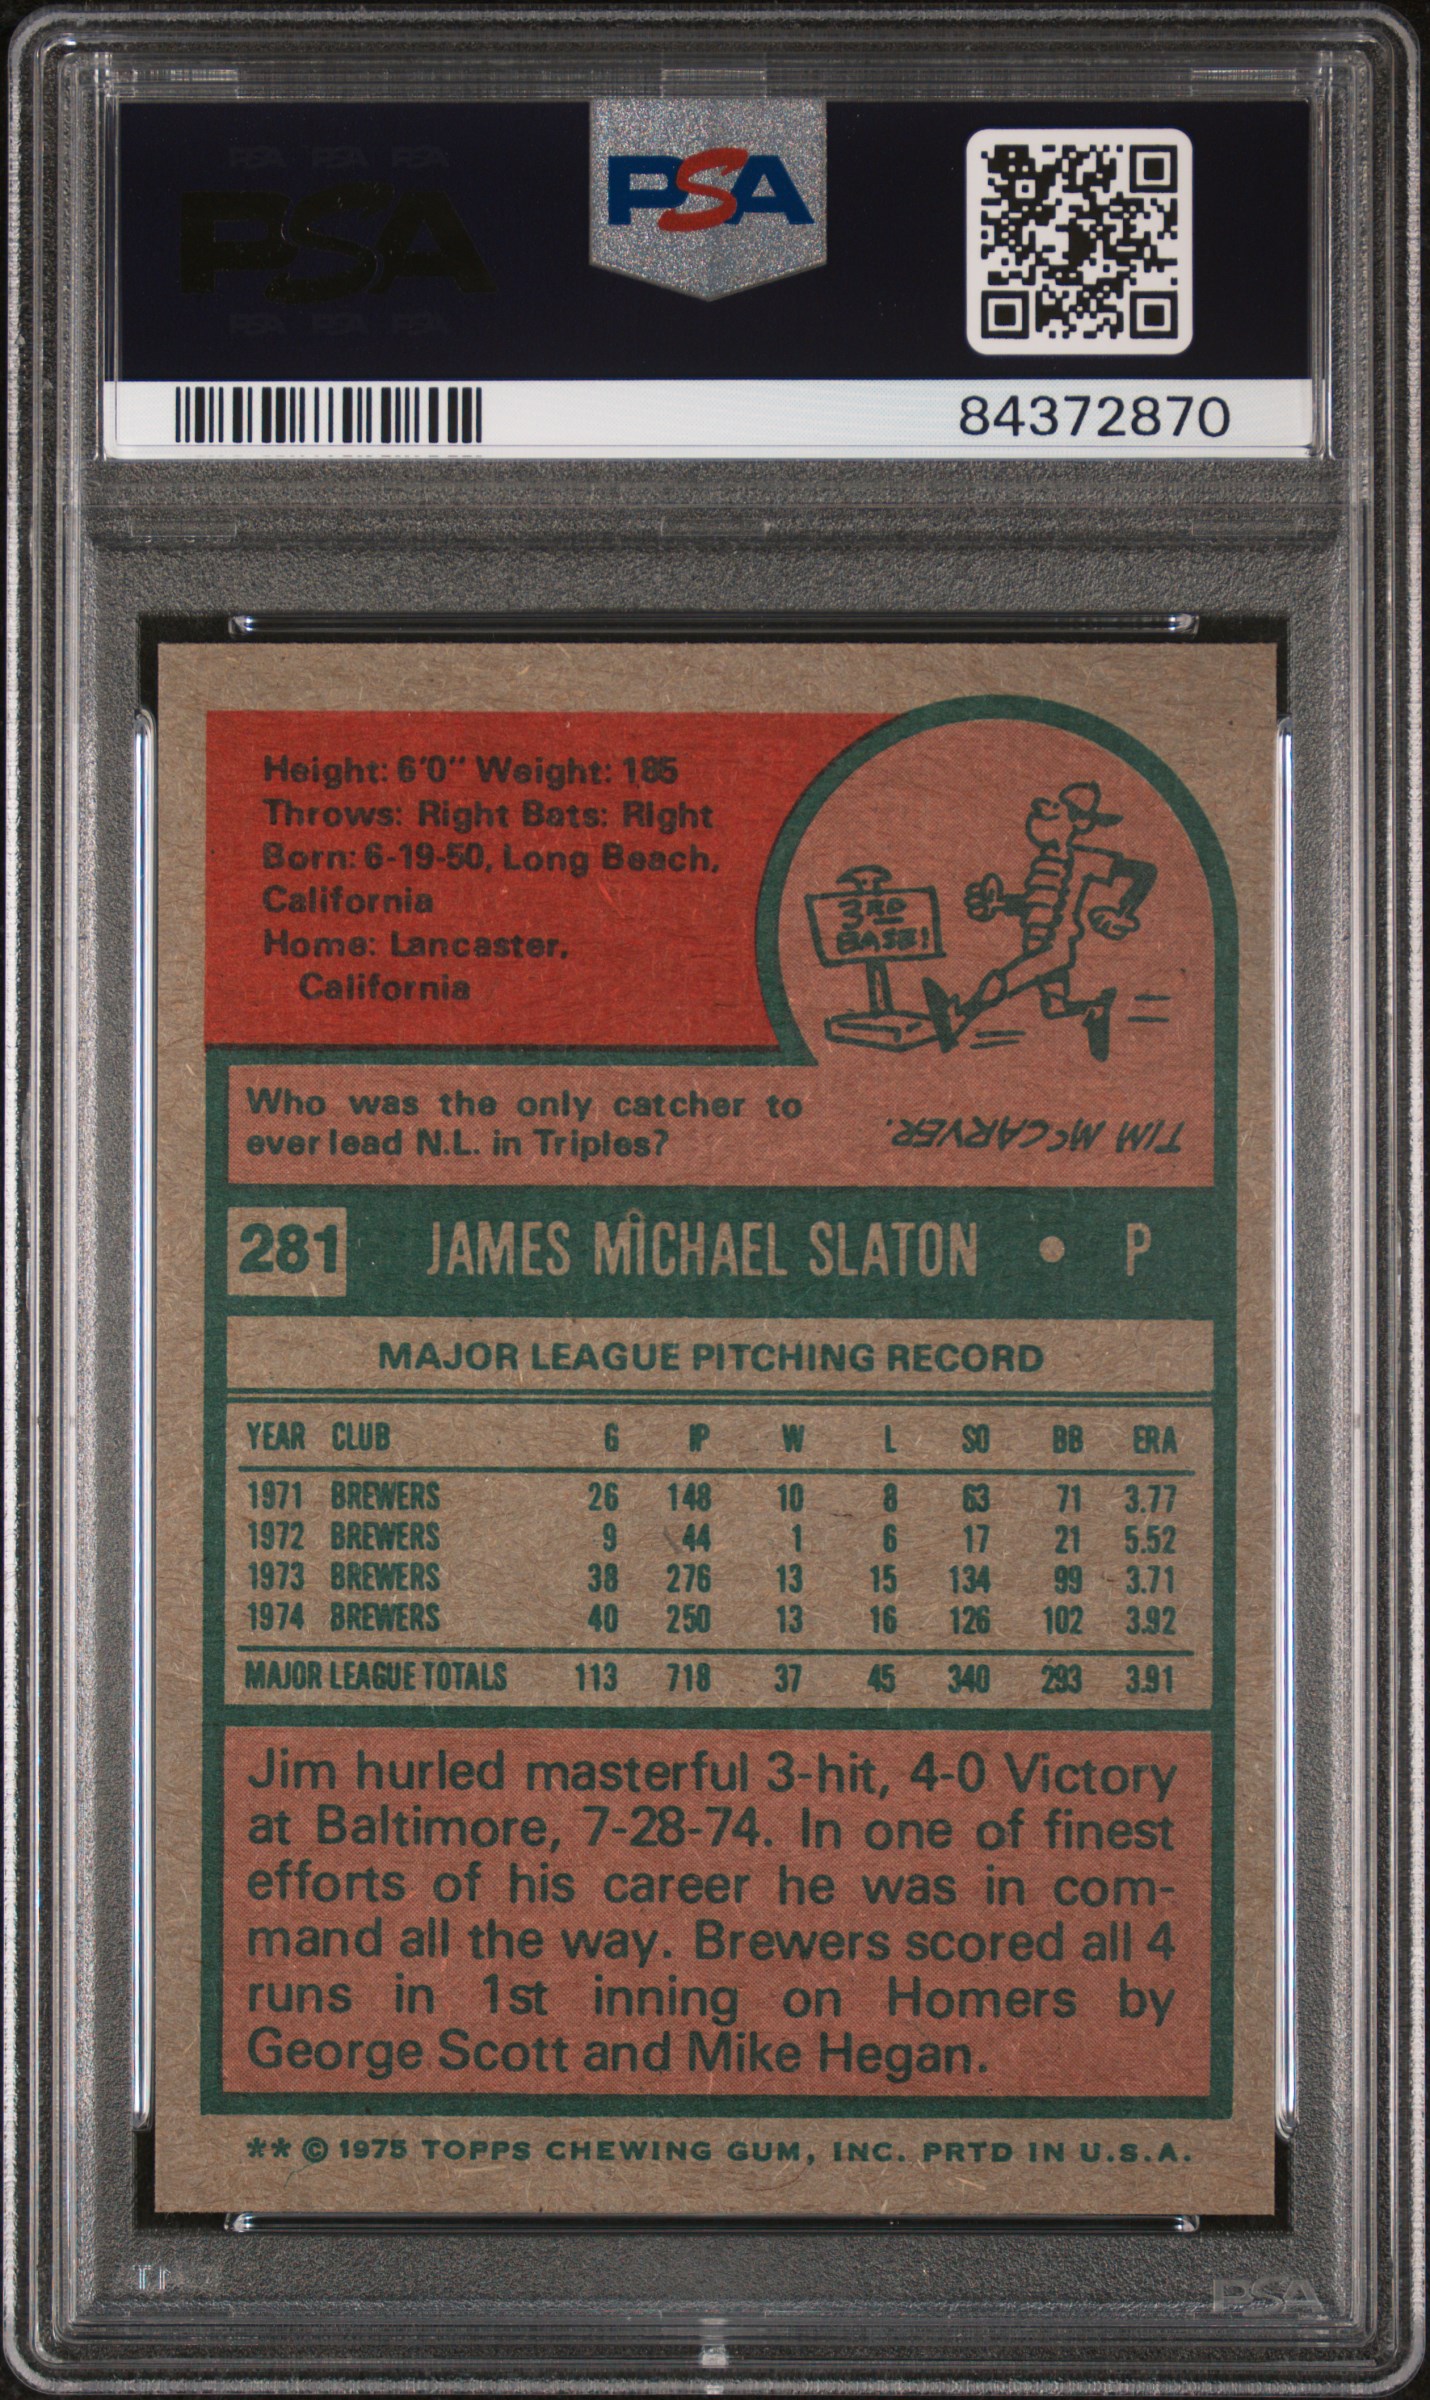 PSA PSA PSA
PSA
PSA PSA PSA
PSA
84372870
Height: 6'0" Weight: 185
Throws: Right Bats: Right
Born: 6-19-50, Long Beach,
California
Home: Lancaster,
California
3RD
BASE!
Who was the only catcher to
ever lead N.L. in Triples?
TIM McCARVER.
281 JAMES MICHAEL SLATON • P
MAJOR LEAGUE PITCHING RECORD
YEAR CLUB G IP W L SO BB ERA
1971 BREWERS 26 148 10 8 63 71 3.77
1972 BREWERS 9 44 1 6 17 21 5.52
1973 BREWERS 38 276 13 15 134 99 3.71
1974 BREWERS 40 250 13 16 126 102 3.92
MAJOR LEAGUE TOTALS 113 718 37 45 340 293 3.91
Jim hurled masterful 3-hit, 4-0 Victory
at Baltimore, 7-28-74. In one of finest
efforts of his career he was in com-
mand all the way. Brewers scored all 4
runs in 1st inning on Homers by
George Scott and Mike Hegan.
** © 1975 TOPPS CHEWING GUM, INC. PRTD IN U.S.A.
PSA